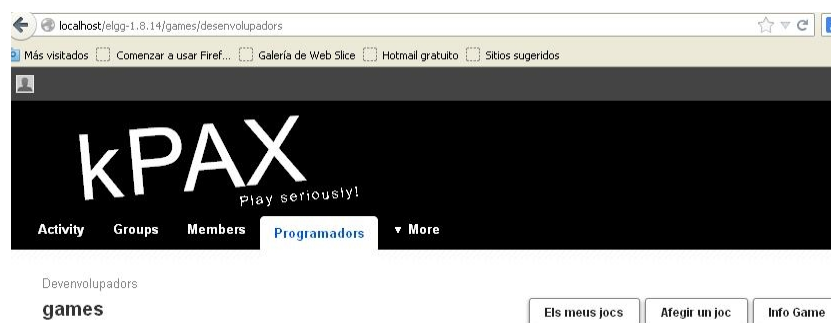 localhost/elgg-1.8.14/games/desenvolupadors
Más visitados Comenzar a usar Firef... Galería de Web Slice Hotmail gratuito Sitios sugeridos
kPAX
Play seriously!
Activity Groups Members Programadors ▼ More
Devenvolupadors
games
Els meus jocs Afegir un joc Info Game